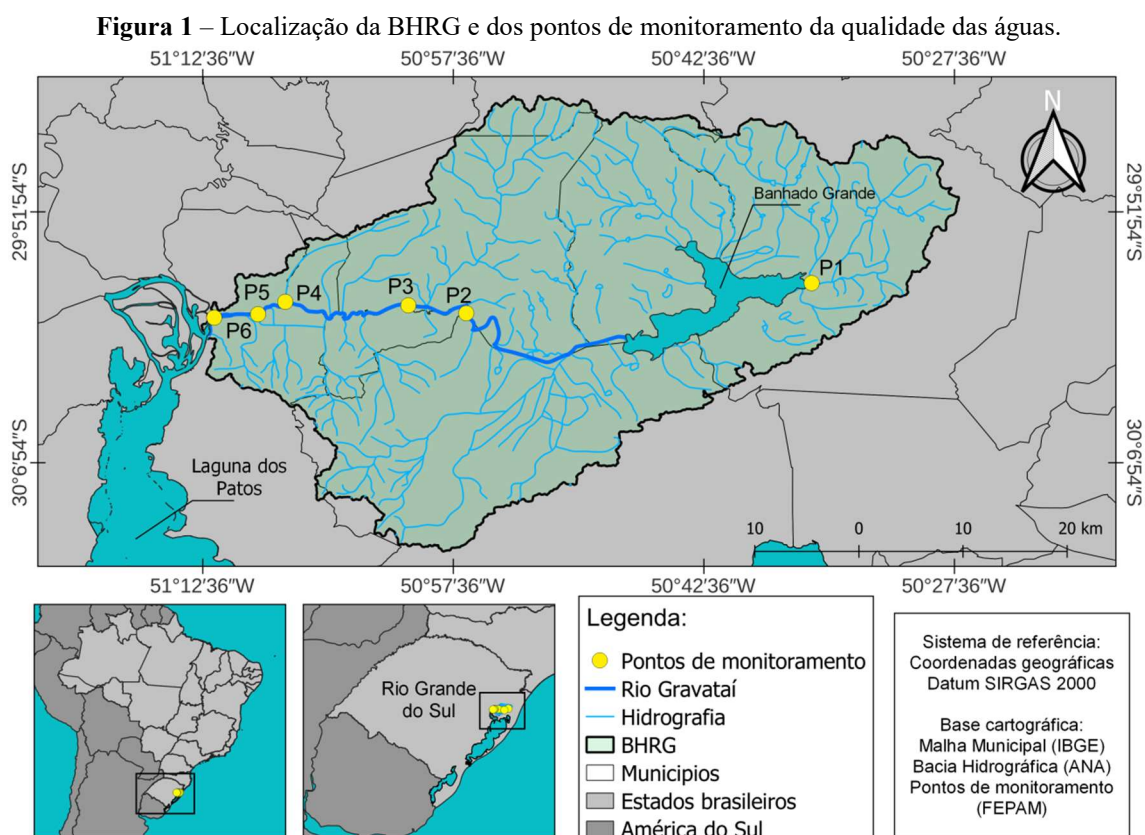 Figura 1 – Localização da BHRG e dos pontos de monitoramento da qualidade das águas.
51°12′36″W
50°57′36″W
50°42′36″W
50°27′36″W
29°51′54″S
29°51′54″S
N
Banhado Grande
P1
P5
P4
P3
P2
P6
30°6′54″S
30°6′54″S
Laguna dos
Patos
10
0
10
20 km
51°12′36″W
50°57′36″W
50°42′36″W
50°27′36″W
Rio Grande
do Sul
Legenda:
Pontos de monitoramento
Rio Gravataí
Hidrografia
BHRG
Municipios
Estados brasileiros
América do Sul
Sistema de referência:
Coordenadas geográficas
Datum SIRGAS 2000
Base cartográfica:
Malha Municipal (IBGE)
Bacia Hidrográfica (ANA)
Pontos de monitoramento
(FEPAM)